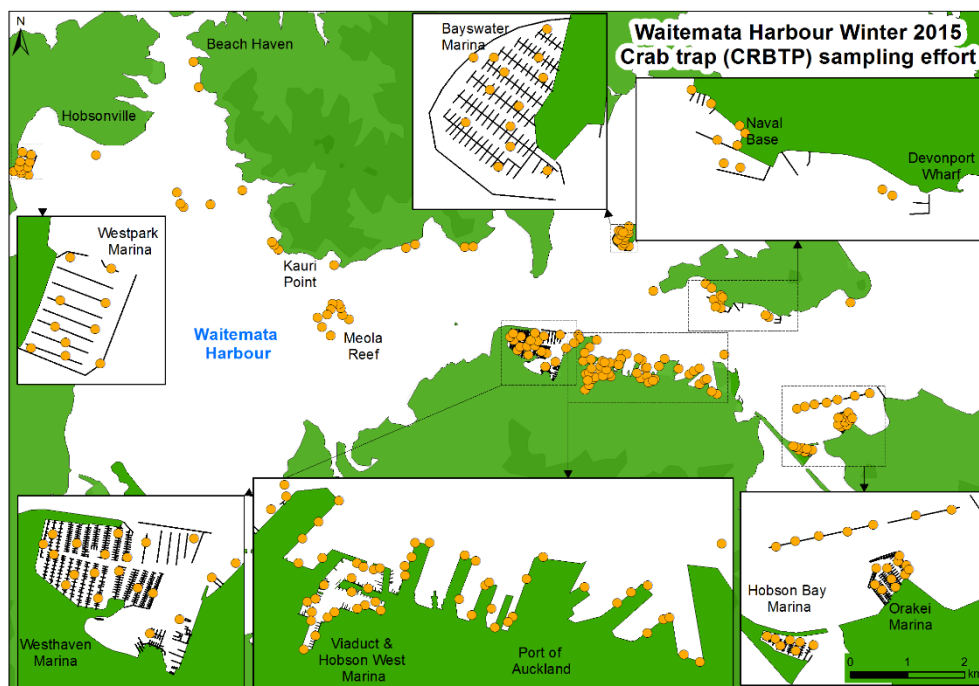 Waitemata Harbour Winter 2015
Crab trap (CRBTP) sampling effort
N
Beach Haven
Bayswater
Marina
Hobsonville
Naval
Base
Devonport
Wharf
Westpark
Marina
Kauri
Point
Waitemata
Harbour
Meola
Reef
Westhaven
Marina
Viaduct &
Hobson West
Marina
Port of
Auckland
Hobson Bay
Marina
Orakei
Marina
0 1 2
km